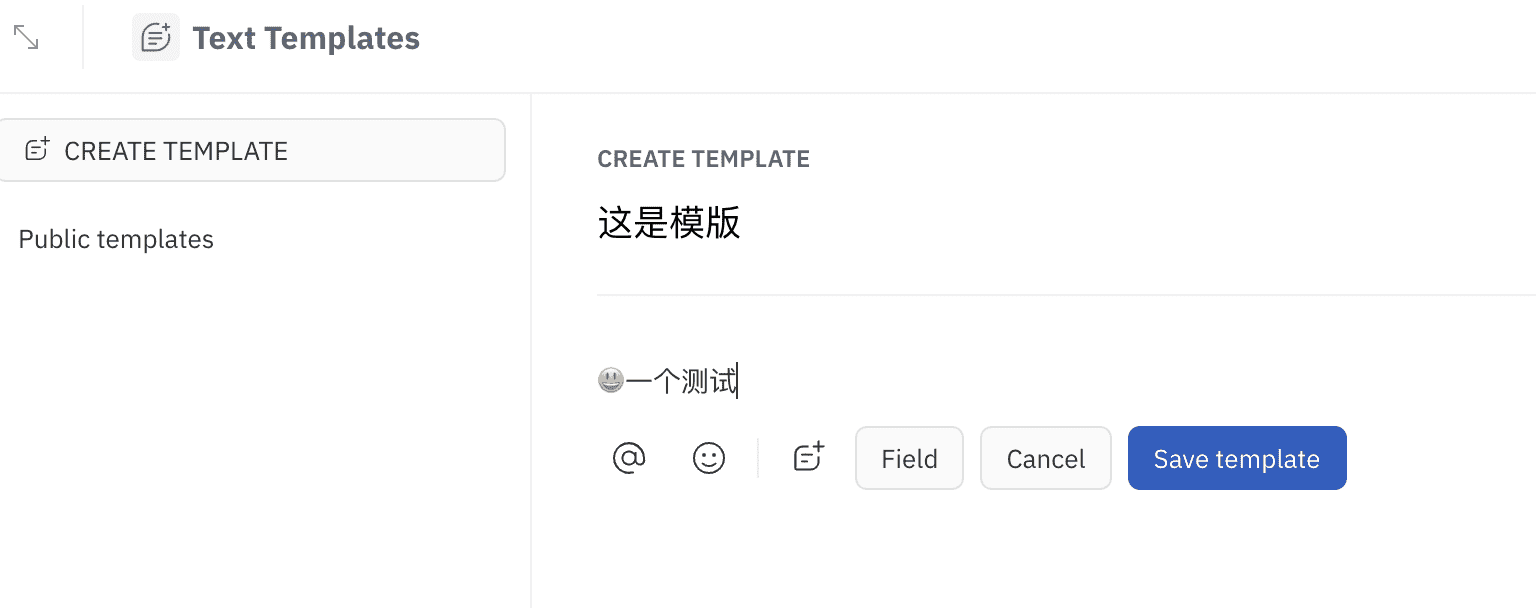 Text Templates
CREATE TEMPLATE
Public templates
CREATE TEMPLATE
这是模版
😃一个测试
Field
Cancel
Save template